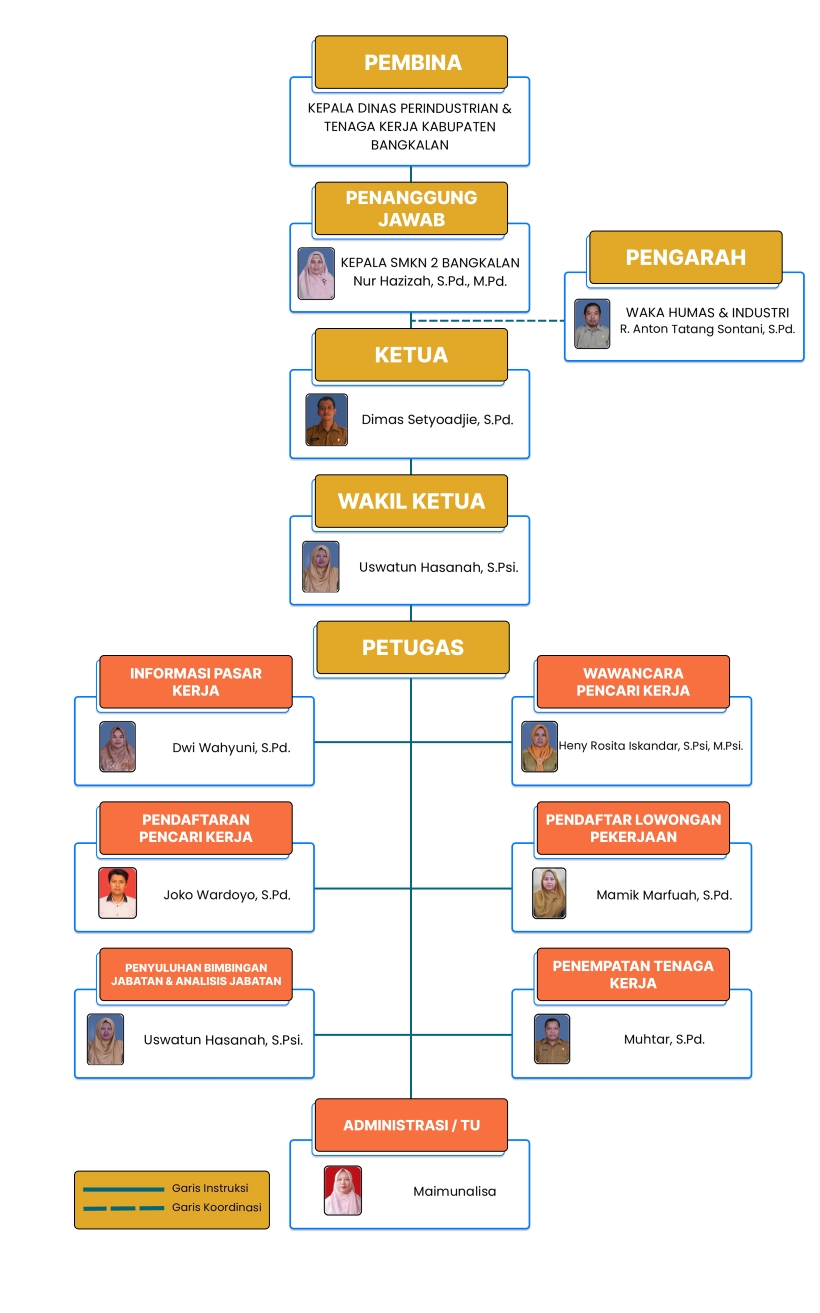 PEMBINA
KEPALA DINAS PERINDUSTRIAN &
TENAGA KERJA KABUPATEN
BANGKALAN
PENANGGUNG
JAWAB
KEPALA SMKN 2 BANGKALAN
Nur Hazizah, S.Pd., M.Pd.
PENGARAH
WAKA HUMAS & INDUSTRI
R. Anton Tatang Sontani, S.Pd.
KETUA
Dimas Setyoadjie, S.Pd.
WAKIL KETUA
Uswatun Hasanah, S.Psi.
PETUGAS
INFORMASI PASAR
KERJA
Dwi Wahyuni, S.Pd.
WAWANCARA
PENCARI KERJA
Heny Rosita Iskandar, S.Psi, M.Psi.
PENDAFTARAN
PENCARI KERJA
Joko Wardoyo, S.Pd.
PENDAFTAR LOWONGAN
PEKERJAAN
Mamik Marfuah, S.Pd.
PENYULUHAN BIMBINGAN
JABATAN & ANALISIS JABATAN
Uswatun Hasanah, S.Psi.
PENEMPATAN TENAGA
KERJA
Muhtar, S.Pd.
ADMINISTRASI / TU
Maimunalisa
Garis Instruksi
Garis Koordinasi